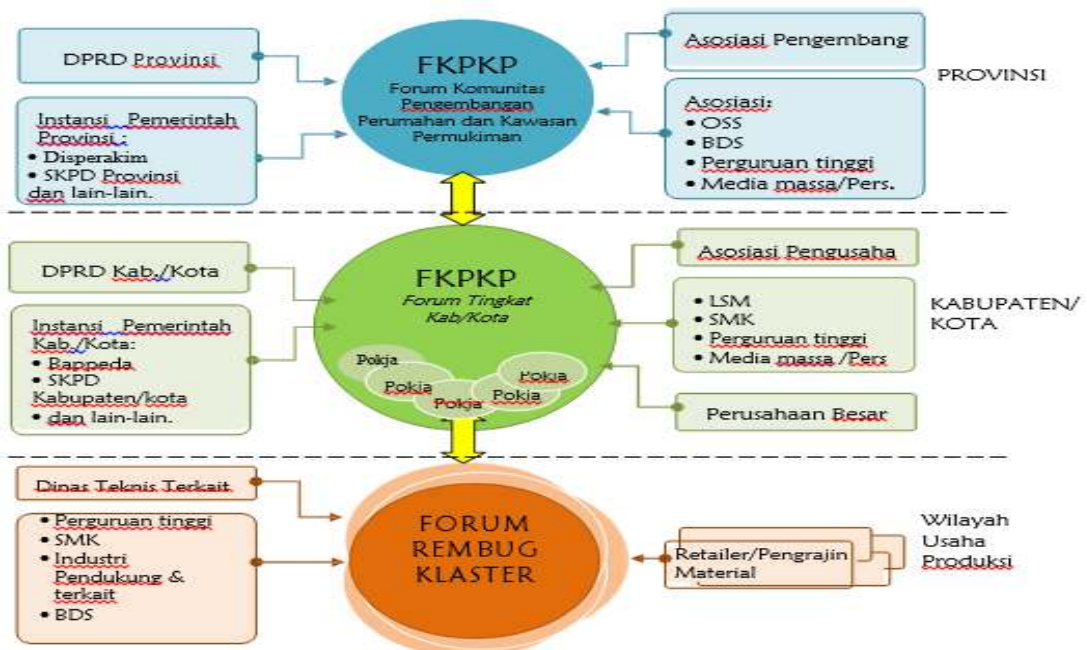 DPRD Provinsi
Instansi Pemerintah
Provinsi :
• Disperakim
• SKPD Provinsi
dan lain-lain.
FKPKP
Forum Komunitas
Pengembangan
Perumahan dan Kawasan
Permukiman
Asosiasi Pengembang
Asosiasi:
• OSS
• BDS
• Perguruan tinggi
• Media massa/Pers.
PROVINSI
DPRD Kab./Kota
Instansi Pemerintah
Kab./Kota:
• Bappeda
• SKPD
Kabupaten/kota
• dan lain-lain.
FKPKP
Forum Tingkat
Kab/Kota
Pokja
Pokja
Pokja
Pokja
Pokja
Asosiasi Pengusaha
• LSM
• SMK
• Perguruan tinggi
• Media massa /Pers
Perusahaan Besar
KABUPATEN/
KOTA
Dinas Teknis Terkait
• Perguruan tinggi
• SMK
• Industri
Pendukung &
terkait
• BDS
FORUM
REMBUG
KLASTER
Retailer/Pengrajin
Material
Wilayah
Usaha
Produksi